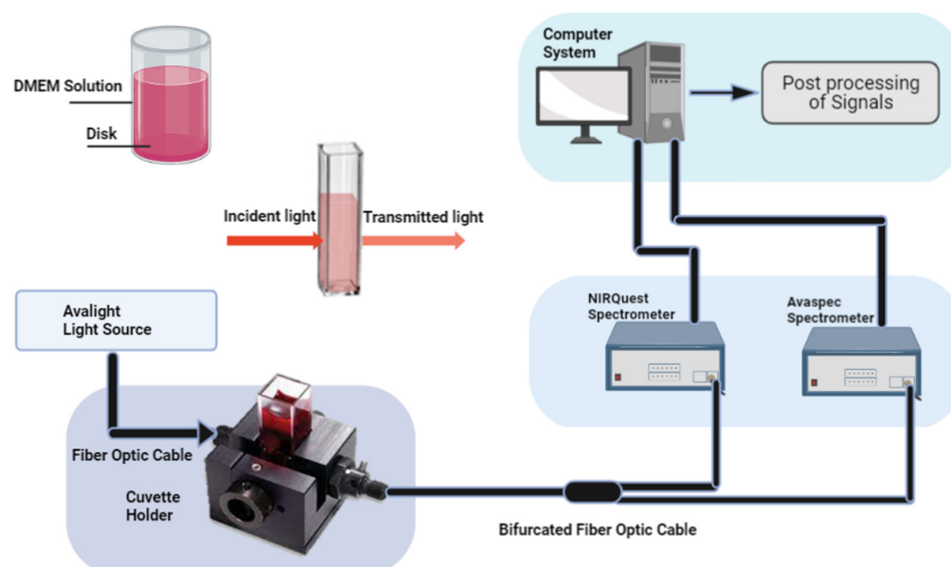 DMEM Solution
Disk
Incident light
Transmitted light
Computer
System
Post processing
of Signals
Avalight
Light Source
NIRQuest
Spectrometer
Avaspec
Spectrometer
Fiber Optic Cable
Cuvette
Holder
Bifurcated Fiber Optic Cable